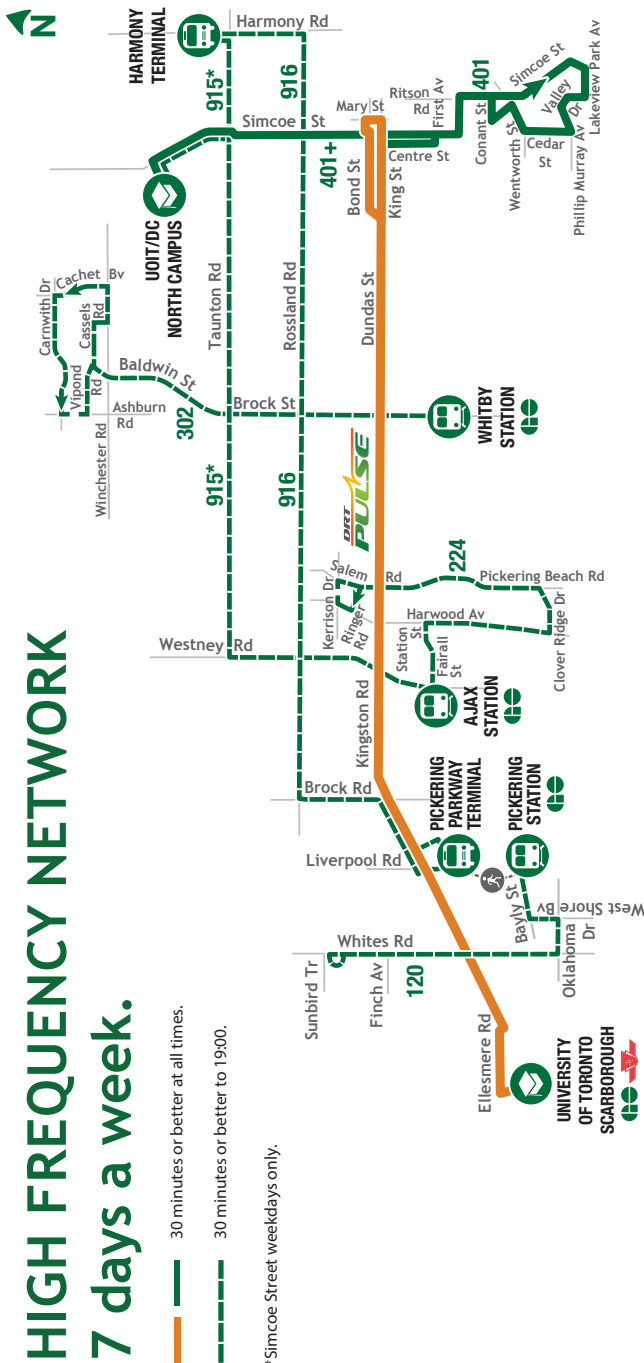 HIGH FREQUENCY NETWORK
7 days a week.
30 minutes or better at all times.
30 minutes or better to 19:00.
*Simcoe Street weekdays only.
N
HARMONY
TERMINAL
Harmony Rd
915*
916
Simcoe St
401+
Mary St
Ritson
Rd
First Av
401
Simcoe St
Valley
Dr
Lakeview Park Av
Conant St
Wentworth St
Cedar
St
Phillip Murray Av
Centre St
Bond St
King St
UOIT/DC
NORTH CAMPUS
Carnwith Dr
Cachet Bv
Cassels
Rd
Vipond
Rd
Baldwin St
Ashburn
Rd
Winchester Rd
302
Taunton Rd
Rossland Rd
Dundas St
Brock St
WHITBY
STATION
GO
915*
916
DRT
PULSE
Salem Rd
Kerrison Dr
Ringer
Rd
224
Pickering Beach Rd
Harwood Av
Clover Ridge Dr
Station
St
Fairall
St
Westney Rd
AJAX
STATION
GO
Kingston Rd
Brock Rd
Liverpool Rd
PICKERING
PARKWAY
TERMINAL
PICKERING
STATION
GO
Bayly St
West Shore Bv
Oklahoma
Dr
Whites Rd
Sunbird Tr
Finch Av
120
Ellesmere Rd
UNIVERSITY
OF TORONTO
SCARBOROUGH
GO